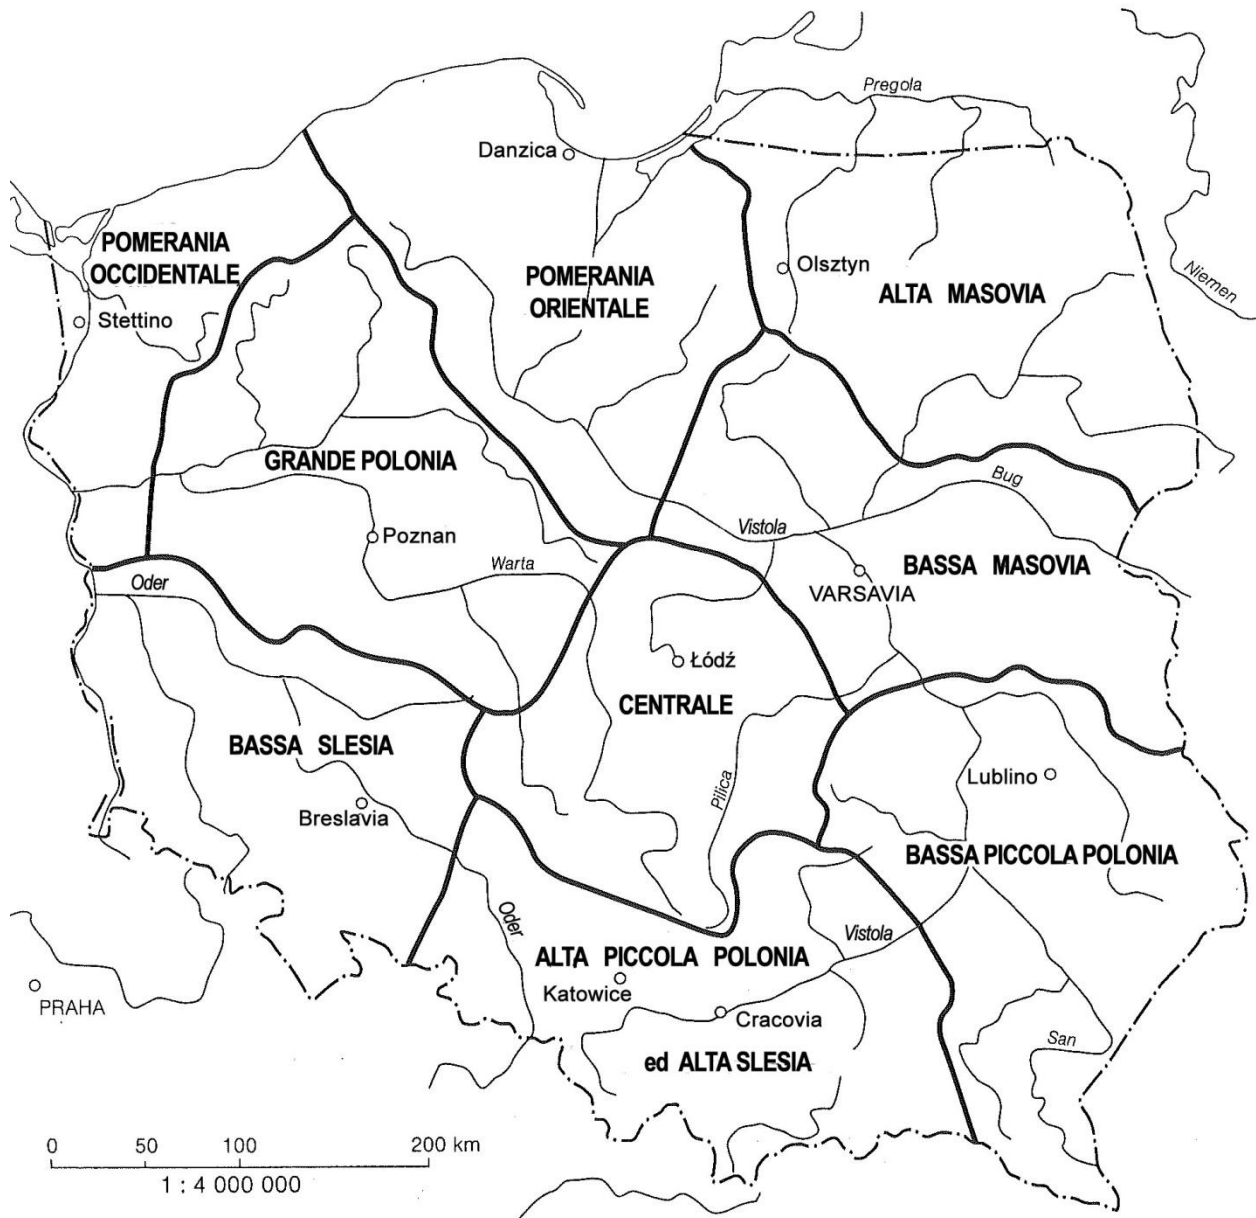 Pregola
Danzica
POMERANIA
OCCIDENTALE
Stettino
POMERANIA
ORIENTALE
Olsztyn
ALTA MASOVIA
Niemen
GRANDE POLONIA
Poznan
Warta
Oder
Vistola
Bug
BASSA MASOVIA
VARSAVIA
Łódź
CENTRALE
BASSA SLESIA
Breslavia
Pilica
Lublino
BASSA PICCOLA POLONIA
Oder
Vistola
ALTA PICCOLA POLONIA
Katowice
Cracovia
ed ALTA SLESIA
San
PRAHA
0 50 100 200 km
1 : 4 000 000